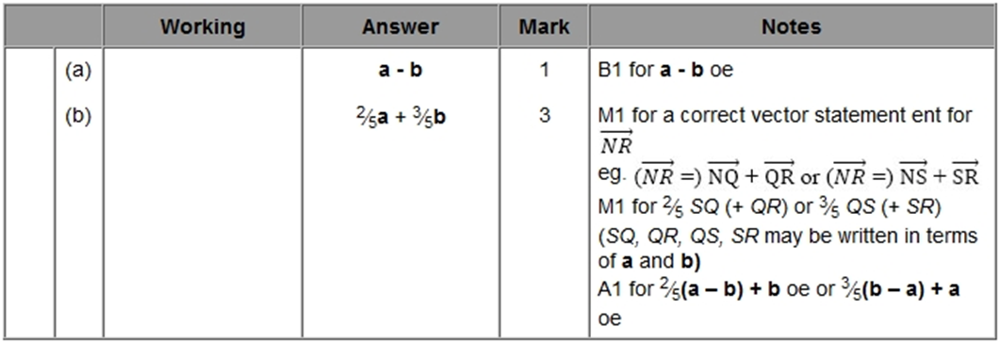 Working Answer Mark Notes
(a) a - b 1 B1 for a - b oe
(b) ⅖a + ⅗b 3 M1 for a correct vector statement ent for
NR⃗
eg. (NR⃗ =) NQ⃗ + QR⃗ or (NR⃗ =) NS⃗ + SR⃗
M1 for ⅖ SQ (+ QR) or ⅗ QS (+ SR)
(SQ, QR, QS, SR may be written in terms
of a and b)
A1 for ⅖(a – b) + b oe or ⅗(b – a) + a
oe